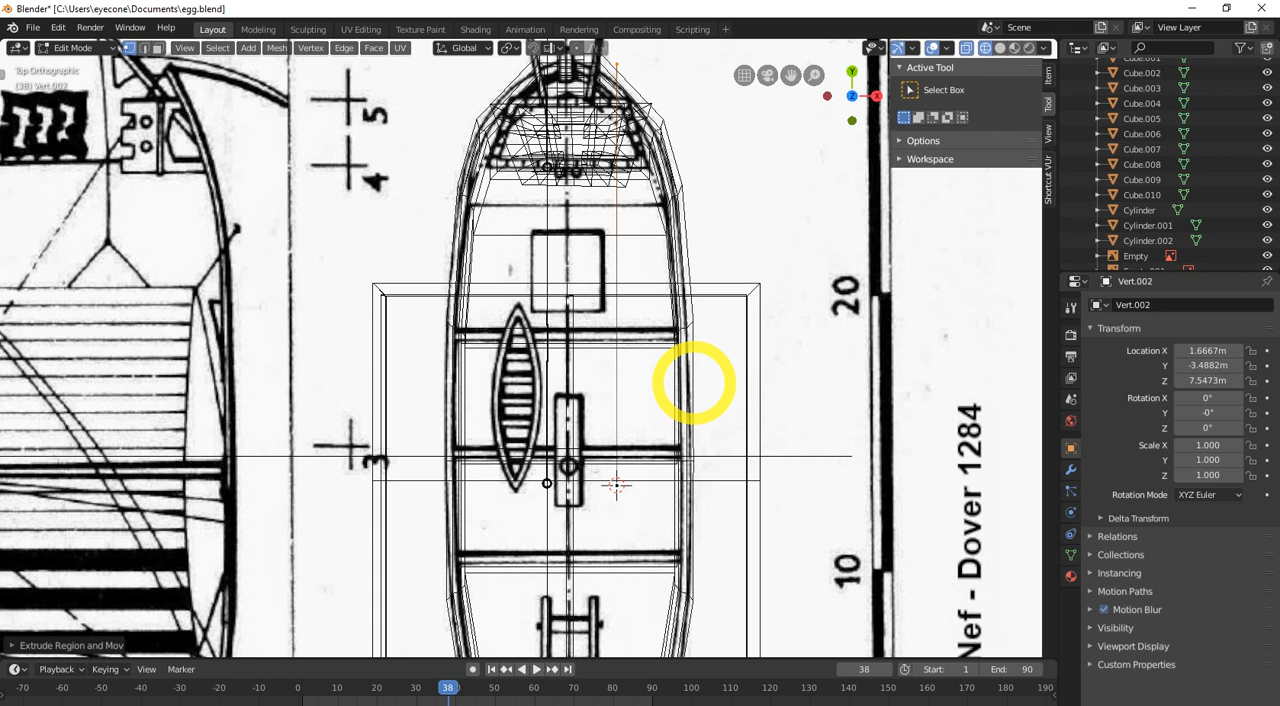 Blender* [C:\Users\eyecone\Documents\egg.blend]
File Edit Render Window Help Layout Modeling Sculpting UV Editing Texture Paint Shading Animation Rendering Compositing Scripting + Scene View Layer
Edit Mode View Select Add Mesh Vertex Edge Face UV Global
Top Orthographic
(38) Vert.002
5
4
3
20
10
Nef - Dover 1284
Y
Z X
Active Tool
Select Box
Options
Workspace
Item
Tool
View
Shortcut VUr
Cube.001
Cube.002
Cube.003
Cube.004
Cube.005
Cube.006
Cube.007
Cube.008
Cube.009
Cube.010
Cylinder
Cylinder.001
Cylinder.002
Empty
Vert.002
Vert.002
Transform
Location X 1.6667m
Y -3.4882m
Z 7.5473m
Rotation X 0°
Y -0°
Z 0°
Scale X 1.000
Y 1.000
Z 1.000
Rotation Mode XYZ Euler
Delta Transform
Relations
Collections
Instancing
Motion Paths
Motion Blur
Visibility
Viewport Display
Custom Properties
Extrude Region and Mov
Playback Keying View Marker 38 Start: 1 End: 90
-70 -60 -50 -40 -30 -20 -10 0 10 20 30 38 50 60 70 80 90 100 110 120 130 140 150 160 170 180 190